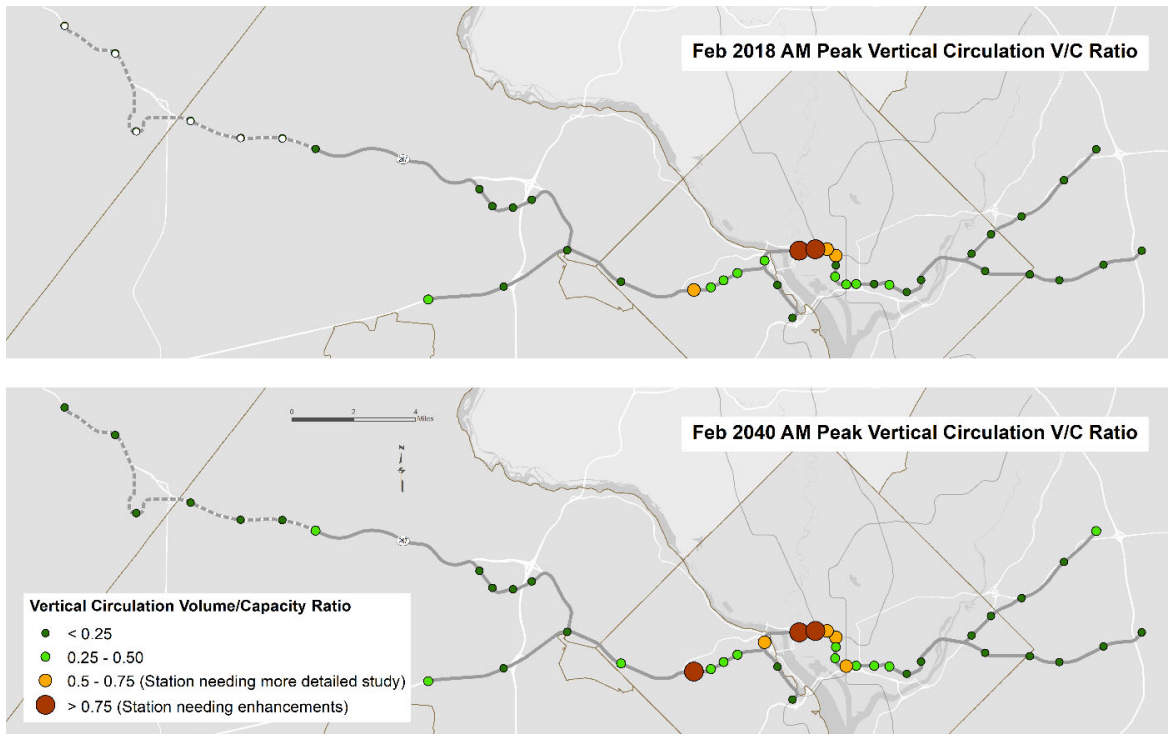 Feb 2018 AM Peak Vertical Circulation V/C Ratio
267
Feb 2040 AM Peak Vertical Circulation V/C Ratio
0 2 4
Miles
N
267
Vertical Circulation Volume/Capacity Ratio
< 0.25
0.25 - 0.50
0.5 - 0.75 (Station needing more detailed study)
> 0.75 (Station needing enhancements)